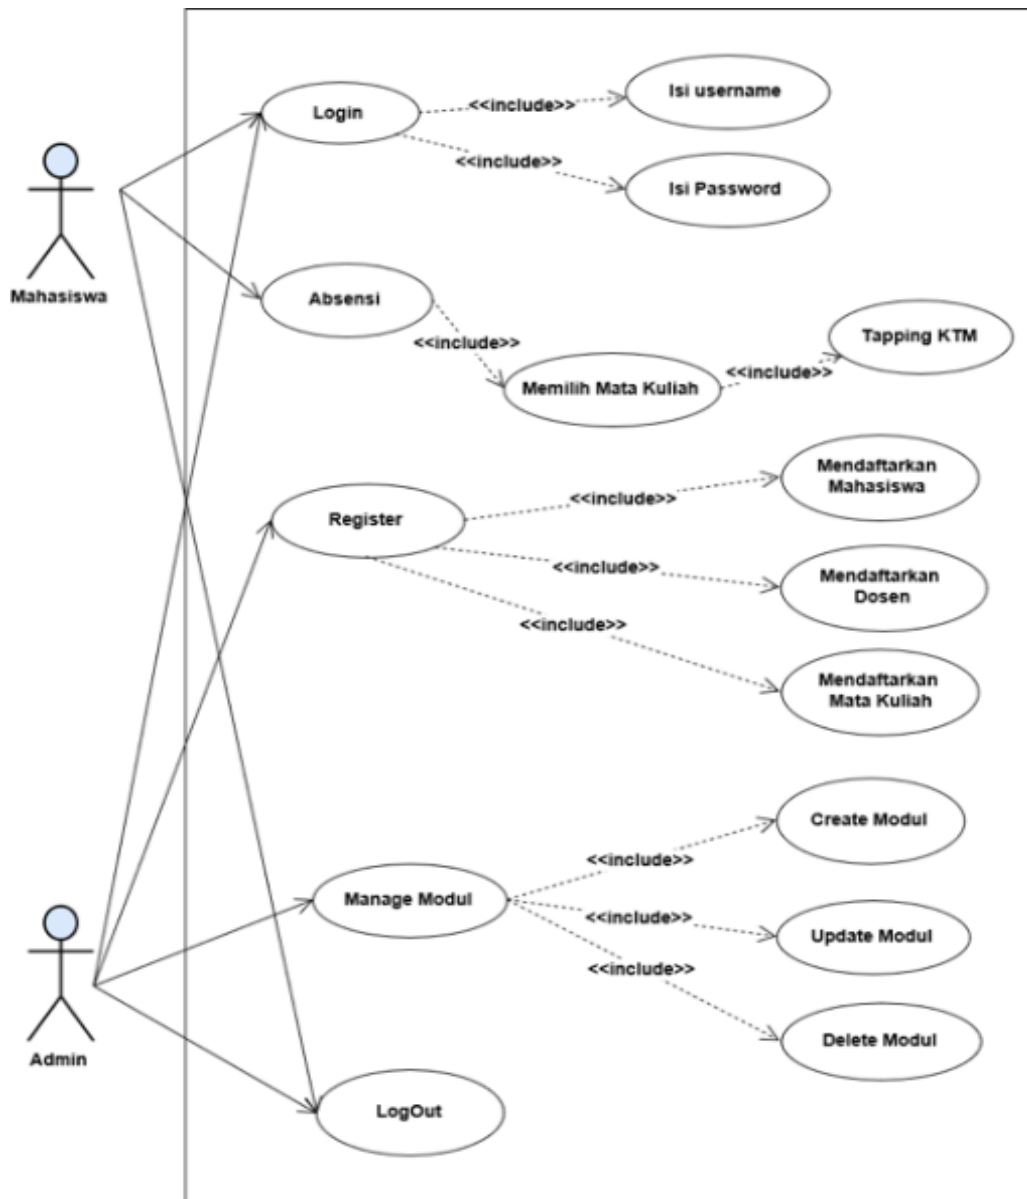 Isi username
Login
<<include>>
<<include>>
Isi Password
Mahasiswa
Absensi
Tapping KTM
<<include>>
<<include>>
Memilih Mata Kuliah
Mendaftarkan
Mahasiswa
<<include>>
Register
<<include>>
Mendaftarkan
Dosen
<<include>>
Mendaftarkan
Mata Kuliah
Create Modul
<<include>>
Manage Modul
<<include>>
Update Modul
<<include>>
Delete Modul
Admin
LogOut